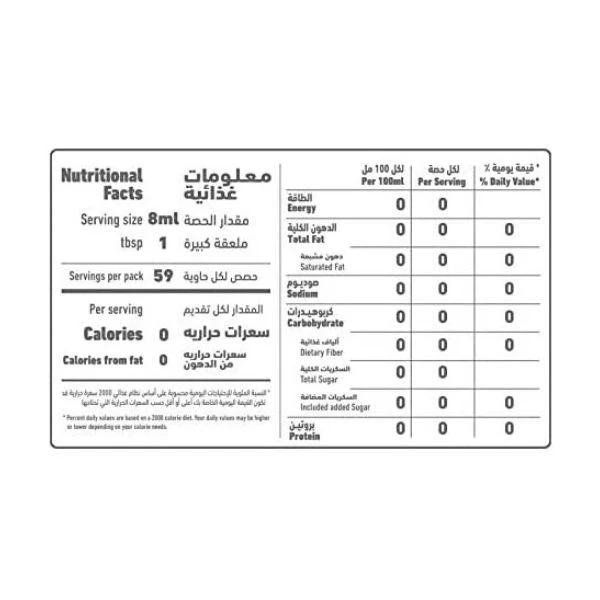 Nutritional Facts معلومات غذائية
Serving size 8ml مقدار الحصة
tbsp 1 ملعقة كبيرة
Servings per pack 59 حصص لكل حاوية
Per serving المقدار لكل تقديم
Calories 0 سعرات حراريه
Calories from fat 0 سعرات حراريه من الدهون
* النسبة المئوية للإحتياجات اليومية محسوبة على أساس نظام غذائي 2000 سعرة حرارية قد
تكون القيمة اليومية الخاصة بك أعلى أو أقل حسب السعرات الحرارية التي تحتاجها
* Percent daily values are based on a 2000 calorie diet. Your daily values may be higher
or lower depending on your calorie needs.
لكل 100 مل لكل حصة * قيمة يومية ٪
Per 100ml Per Serving % Daily Value*
الطاقة
Energy 0 0
الدهون الكلية
Total Fat 0 0 0
دهون مشبعة
Saturated Fat 0 0 0
صوديوم
Sodium 0 0 0
كربوهيدرات
Carbohydrate 0 0 0
ألياف غذائية
Dietary Fiber 0 0 0
السكريات الكلية
Total Sugar 0 0
السكريات المضافة
Included added Sugar 0 0 0
بروتين
Protein 0 0 0